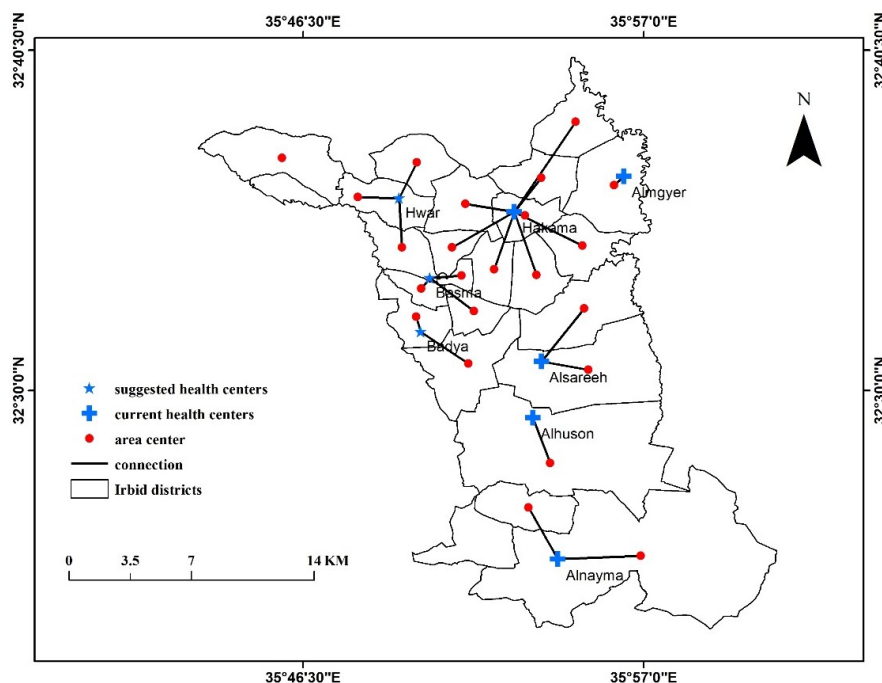 35°46'30"E 35°57'0"E
32°40'30"N 32°40'30"N
N
Almgyer
Hwar
Hakama
Basma
Badya
Alsareeh
32°30'0"N 32°30'0"N
suggested health centers
current health centers
area center
connection
Irbid districts
Alhuson
0 3.5 7 14 KM
Alnayma
35°46'30"E 35°57'0"E